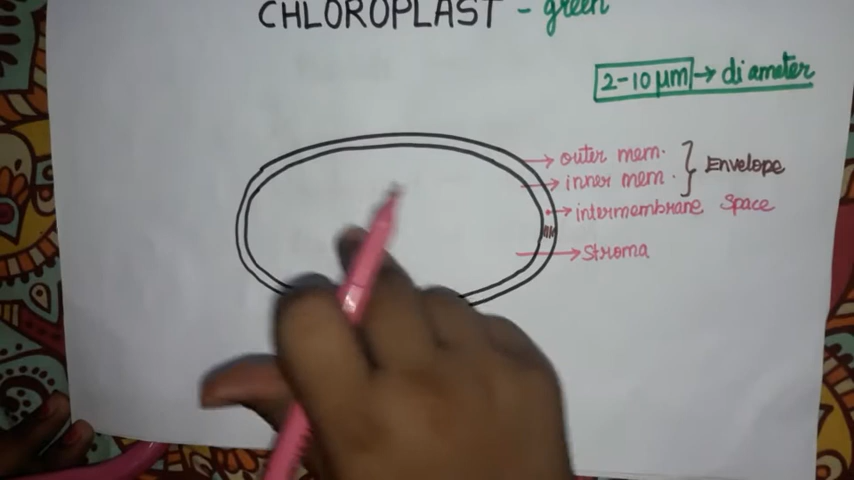 CHLOROPLAST - green
2-10 μm → diameter
outer mem.
inner mem.
Envelope
intermembrane space
stroma